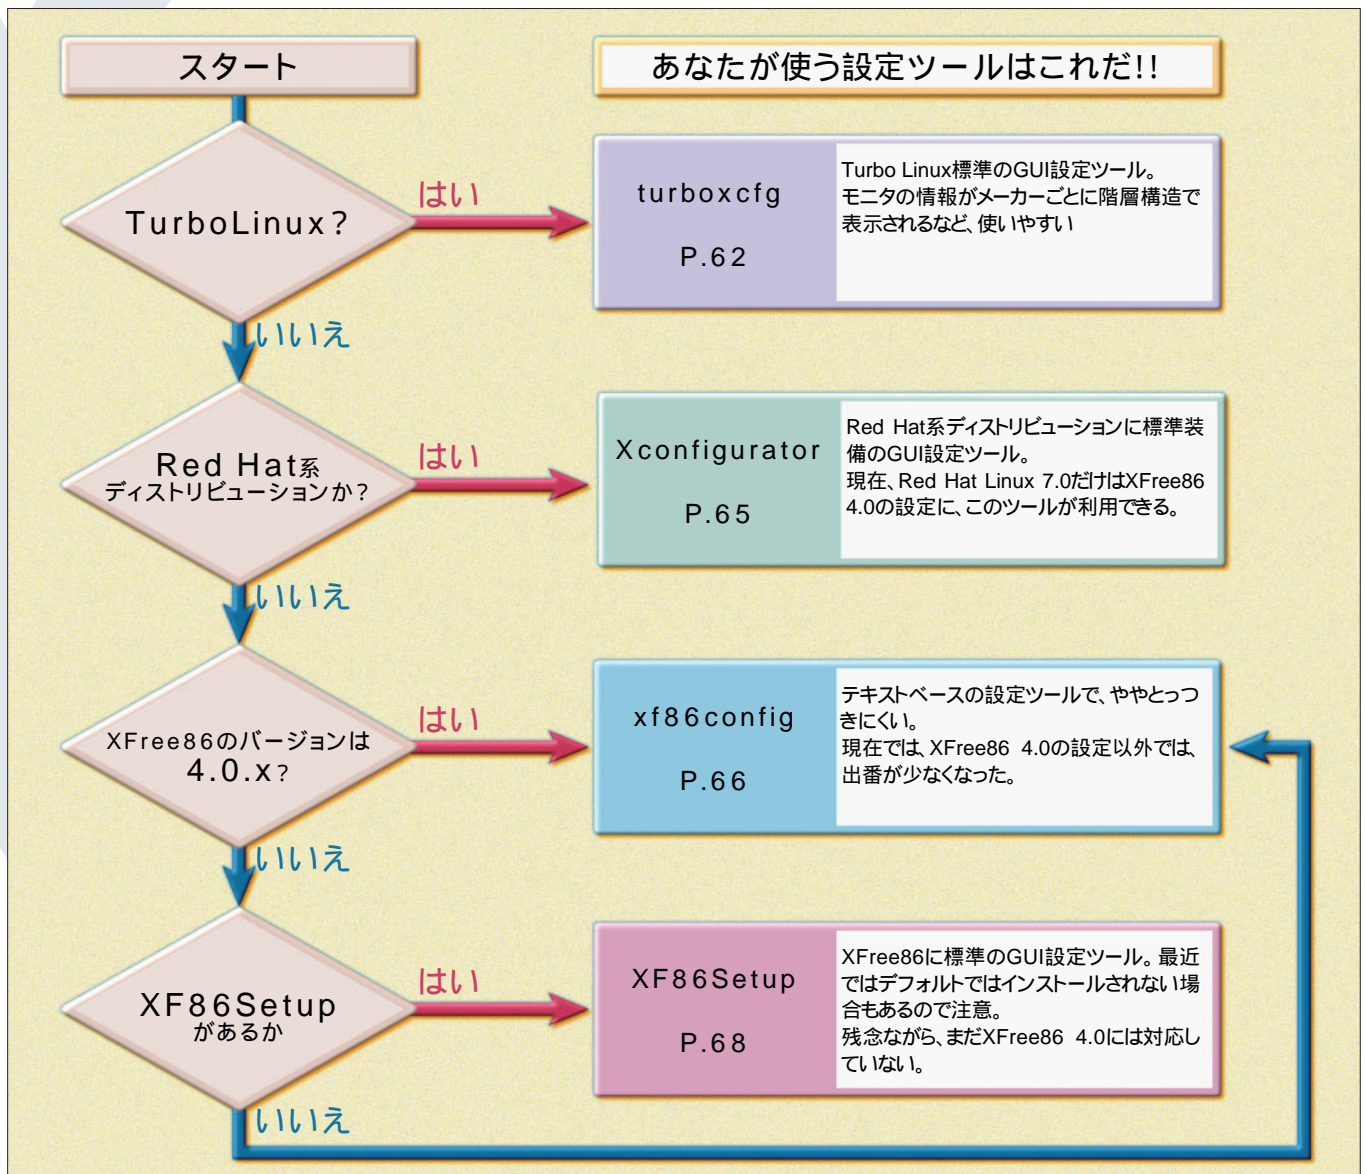 スタート
あなたが使う設定ツールはこれだ!!
TurboLinux?
はい
turboxcfg
P.62
Turbo Linux標準のGUI設定ツール。
モニタの情報がメーカーごとに階層構造で
表示されるなど、使いやすい
いいえ
Red Hat系
ディストリビューションか?
はい
Xconfigurator
P.65
Red Hat系ディストリビューションに標準装
備のGUI設定ツール。
現在、Red Hat Linux 7.0だけはXFree86
4.0の設定に、このツールが利用できる。
いいえ
XFree86のバージョンは
4.0.x?
はい
xf86config
P.66
テキストベースの設定ツールで、ややとっつ
きにくい。
現在では、XFree86 4.0の設定以外では、
出番が少なくなった。
いいえ
XF86Setup
があるか
はい
XF86Setup
P.68
XFree86に標準のGUI設定ツール。最近
ではデフォルトではインストールされない場
合もあるので注意。
残念ながら、まだXFree86 4.0には対応し
ていない。
いいえ